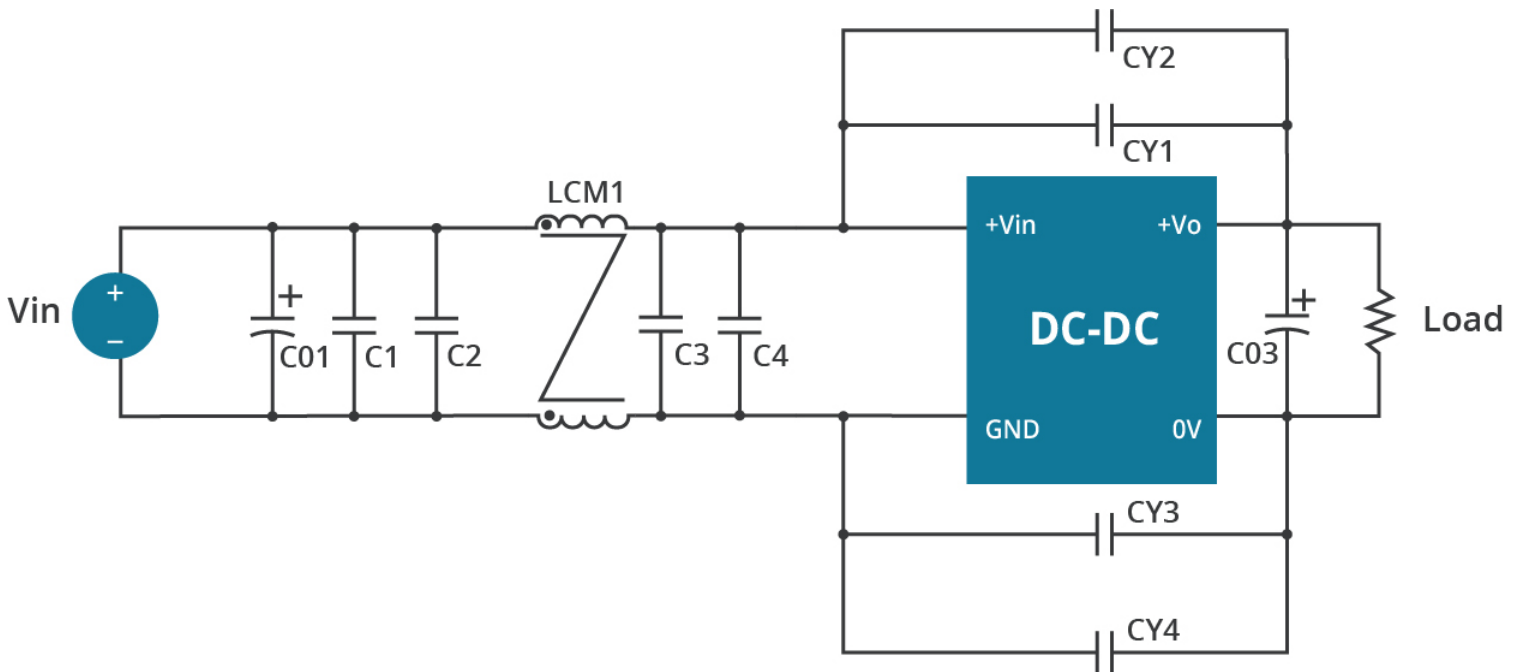 CY2
CY1
LCM1
+Vin
+Vo
Vin
+
−
+
C01
C1
C2
C3
C4
DC-DC
+
C03
Load
GND
0V
CY3
CY4